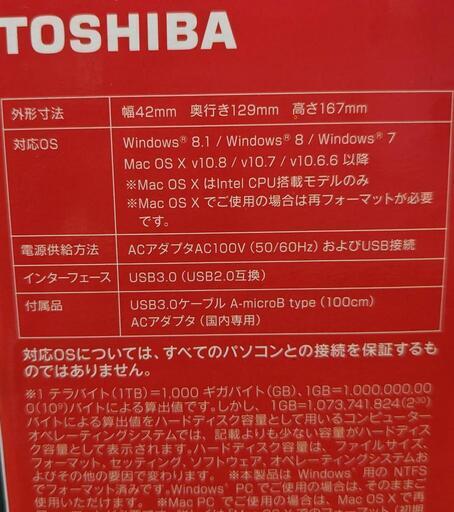 TOSHIBA
外形寸法 幅42mm 奥行き129mm 高さ167mm
対応OS Windows® 8.1 / Windows® 8 / Windows® 7
Mac OS X v10.8 / v10.7 / v10.6.6 以降
※Mac OS X はIntel CPU搭載モデルのみ
※Mac OS X でご使用の場合は再フォーマットが必要
です。
電源供給方法 ACアダプタAC100V (50/60Hz) およびUSB接続
インターフェース USB3.0 (USB2.0互換)
付属品 USB3.0ケーブル A-microB type (100cm)
ACアダプタ (国内専用)
対応OSについては、すべてのパソコンとの接続を保証するも
のではありません。
※1 テラバイト(1TB)=1,000 ギガバイト(GB)、1GB=1,000,000,00
0(10⁹)バイトによる算出値です。しかし、1GB=1,073,741,824(2³⁰)
バイトによる算出値をハードディスク容量として用いるコンピューター
オペレーティングシステムでは、記載よりも少ない容量がハードディス
ク容量として表示されます。ハードディスク容量は、ファイルサイズ、
フォーマット、セッティング、ソフトウェア、オペレーティングシステムお
よびその他の要因で変わります。 ※本製品は Windows® 用の NTFS
でフォーマット済みです。Windows® PC でご使用の場合は、そのままご
使用いただけます。 ※Mac PC でご使用の場合は、Mac OS X で再